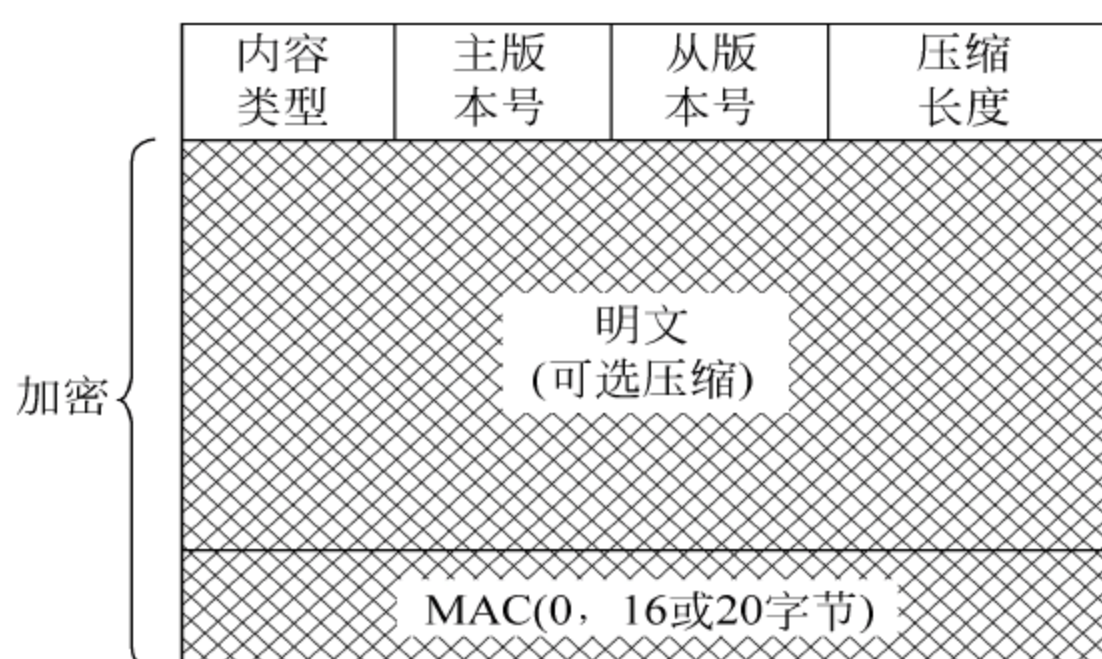 内容
类型
主版
本号
从版
本号
压缩
长度
明文
(可选压缩)
加密
MAC(0，16或20字节)